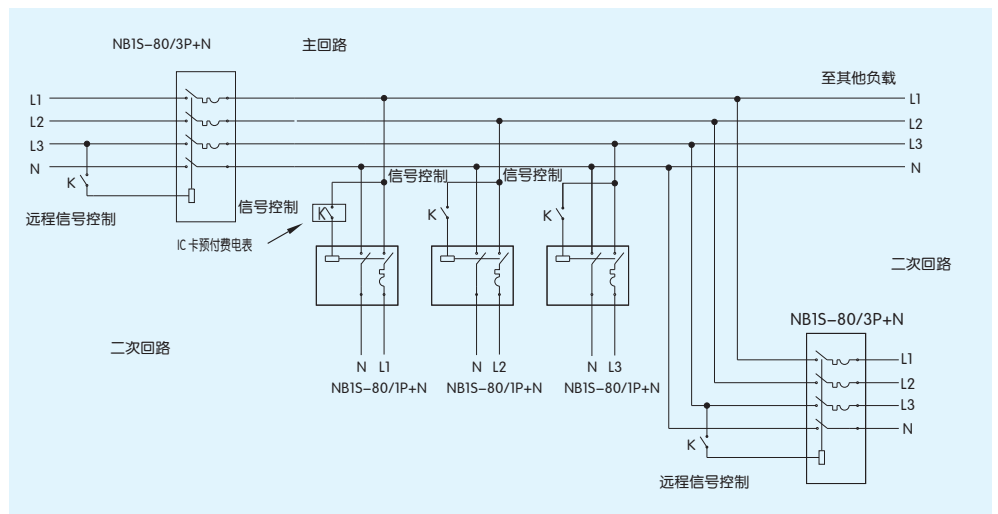 NB1S-80/3P+N
主回路
至其他负载
L1
L1
L2
L2
L3
L3
N
N
K
信号控制
信号控制
远程信号控制
信号控制
K
K
K
IC卡预付费电表
二次回路
NB1S-80/3P+N
二次回路
N L1
N L2
N L3
NB1S-80/1P+N
NB1S-80/1P+N
NB1S-80/1P+N
L1
L2
L3
N
K
远程信号控制